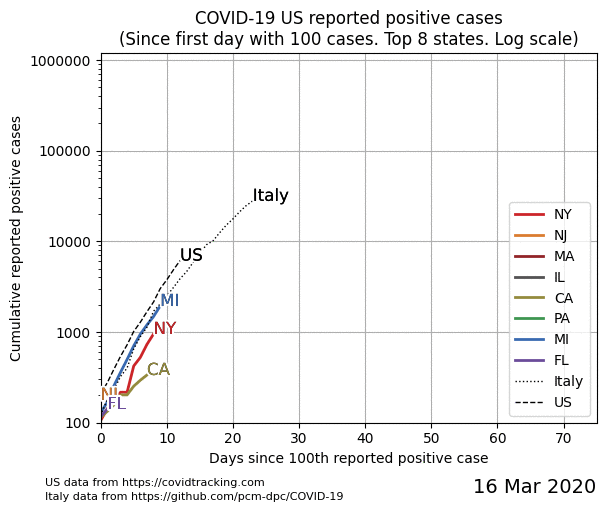 COVID-19 US reported positive cases
(Since first day with 100 cases. Top 8 states. Log scale)
Cumulative reported positive cases
1000000
100000
10000
1000
100
Italy
US
MI
NY
CA
NJ
FL
NY
NJ
MA
IL
CA
PA
MI
FL
Italy
US
0 10 20 30 40 50 60 70
Days since 100th reported positive case
US data from https://covidtracking.com
Italy data from https://github.com/pcm-dpc/COVID-19
16 Mar 2020